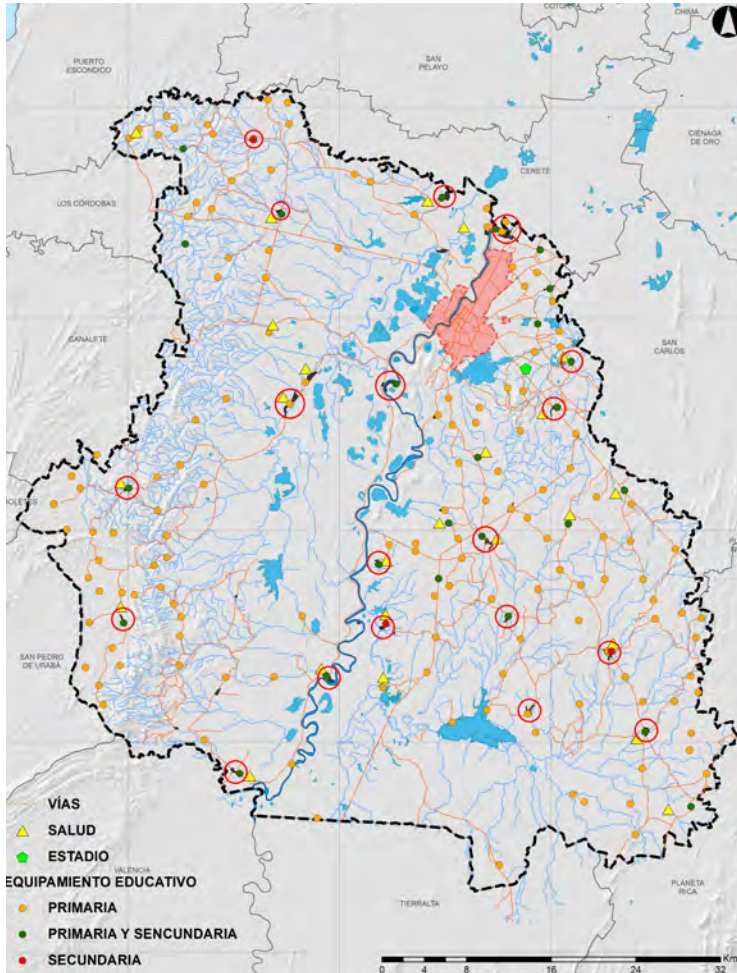 COTORRA
CHIMA
PUERTO
ESCONDIDO
SAN
PELAYO
CIÉNAGA
DE ORO
CERETÉ
LOS CÓRDOBAS
CANALETE
SAN
CARLOS
SAN PEDRO
DE URABÁ
VÍAS
SALUD
ESTADIO
VALENCIA
EQUIPAMIENTO EDUCATIVO
PRIMARIA
PRIMARIA Y SENCUNDARIA
SECUNDARIA
TIERRALTA
PLANETA
RICA
Km
0 4 8 16 24 32